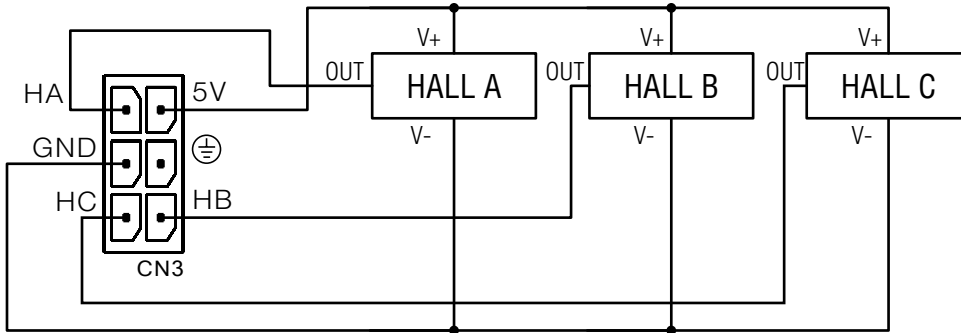 V+ V+ V+
OUT OUT OUT
HALL A HALL B HALL C
HA 5V
V- V- V-
GND
HC HB
CN3